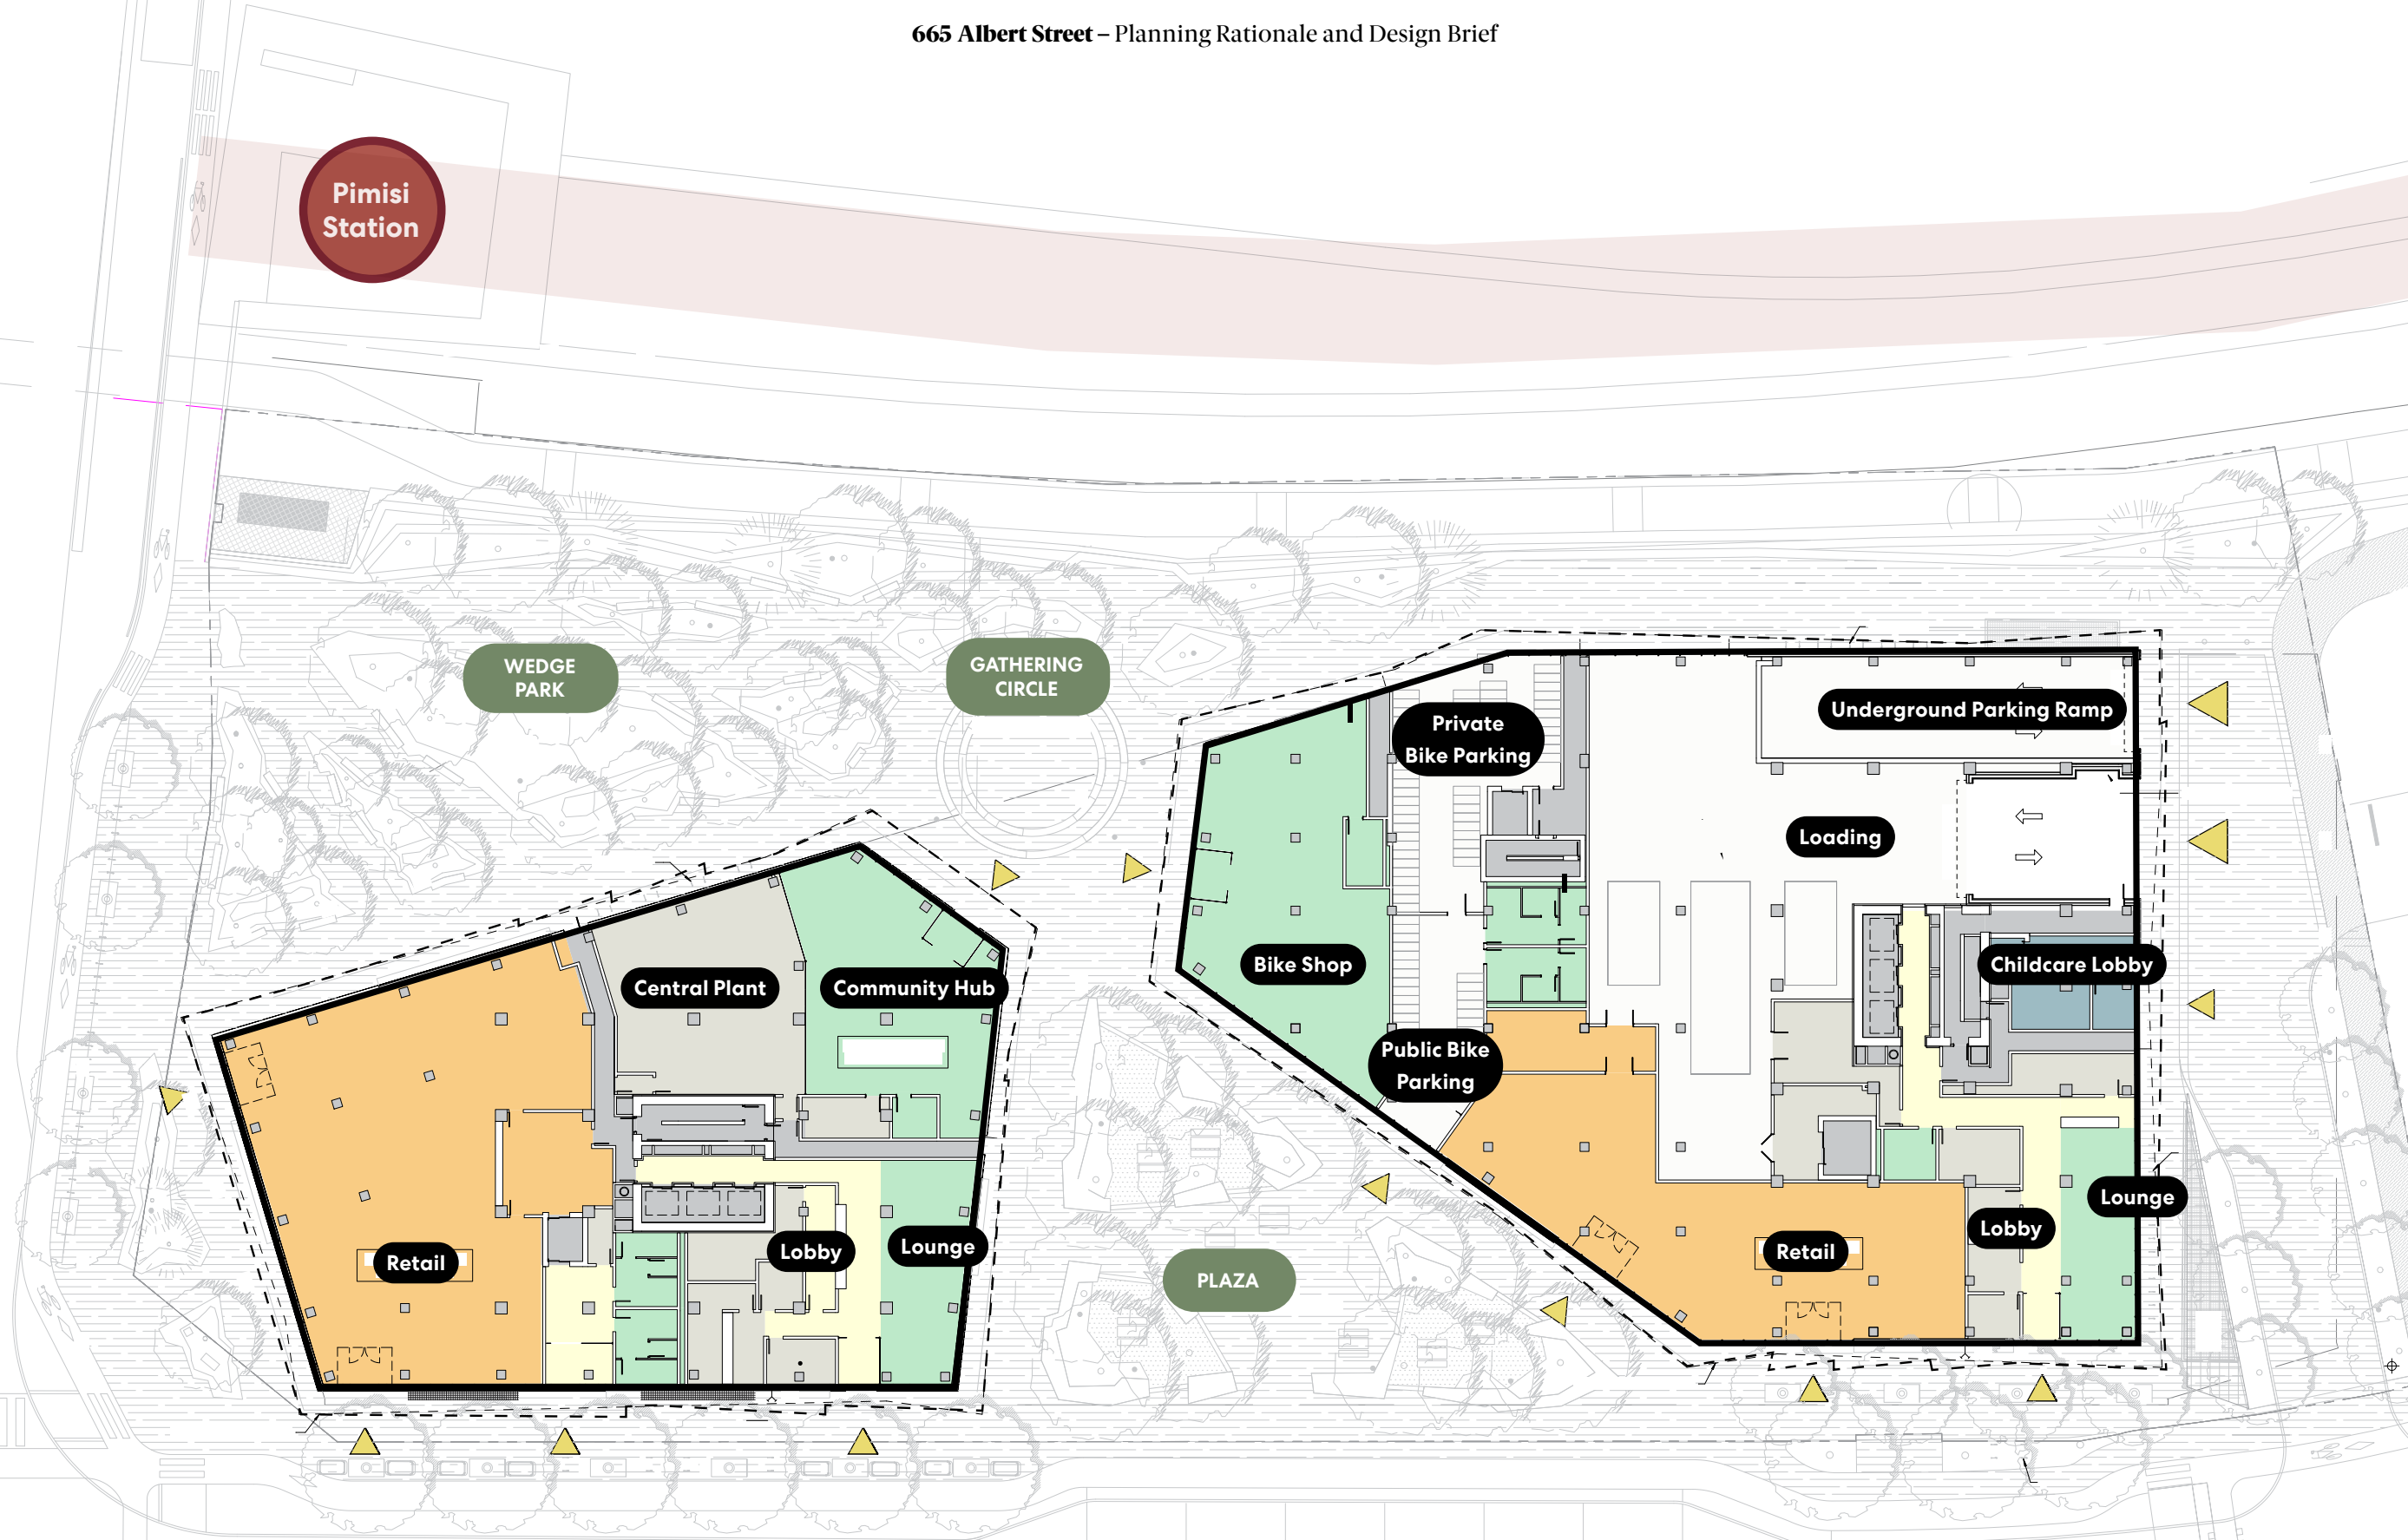 665 Albert Street – Planning Rationale and Design Brief
Pimisi
Station
WEDGE
PARK
GATHERING
CIRCLE
Private
Bike Parking
Underground Parking Ramp
Loading
Bike Shop
Childcare Lobby
Central Plant
Community Hub
Public Bike
Parking
Retail
Lobby
Lounge
PLAZA
Retail
Lobby
Lounge